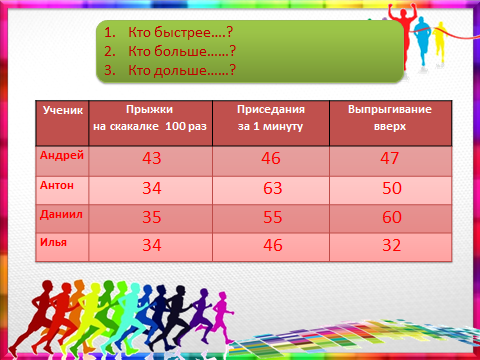 1. Кто быстрее....?
2. Кто больше......?
3. Кто дольше......?
Ученик Прыжки на скакалке 100 раз Приседания за 1 минуту Выпрыгивание вверх
Андрей 43 46 47
Антон 34 63 50
Даниил 35 55 60
Илья 34 46 32